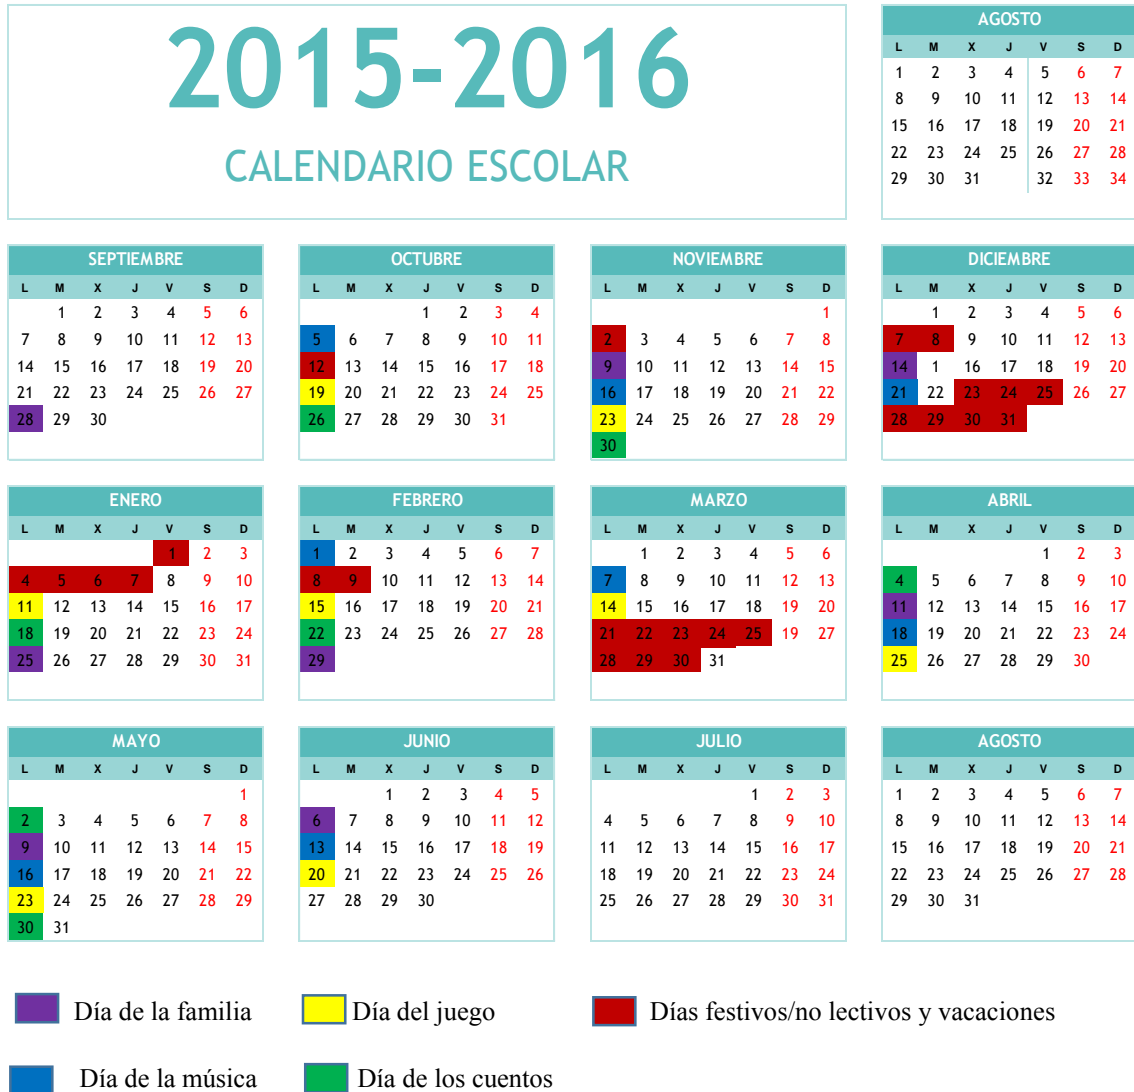 2015-2016
CALENDARIO ESCOLAR
AGOSTO
L M X J V S D
1 2 3 4 5 6 7
8 9 10 11 12 13 14
15 16 17 18 19 20 21
22 23 24 25 26 27 28
29 30 31 32 33 34
SEPTIEMBRE
L M X J V S D
1 2 3 4 5 6
7 8 9 10 11 12 13
14 15 16 17 18 19 20
21 22 23 24 25 26 27
28 29 30
OCTUBRE
L M X J V S D
1 2 3 4
5 6 7 8 9 10 11
12 13 14 15 16 17 18
19 20 21 22 23 24 25
26 27 28 29 30 31
NOVIEMBRE
L M X J V S D
1
2 3 4 5 6 7 8
9 10 11 12 13 14 15
16 17 18 19 20 21 22
23 24 25 26 27 28 29
30
DICIEMBRE
L M X J V S D
1 2 3 4 5 6
7 8 9 10 11 12 13
14 1 16 17 18 19 20
21 22 23 24 25 26 27
28 29 30 31
ENERO
L M X J V S D
1 2 3
4 5 6 7 8 9 10
11 12 13 14 15 16 17
18 19 20 21 22 23 24
25 26 27 28 29 30 31
FEBRERO
L M X J V S D
1 2 3 4 5 6 7
8 9 10 11 12 13 14
15 16 17 18 19 20 21
22 23 24 25 26 27 28
29
MARZO
L M X J V S D
1 2 3 4 5 6
7 8 9 10 11 12 13
14 15 16 17 18 19 20
21 22 23 24 25 19 27
28 29 30 31
ABRIL
L M X J V S D
1 2 3
4 5 6 7 8 9 10
11 12 13 14 15 16 17
18 19 20 21 22 23 24
25 26 27 28 29 30
MAYO
L M X J V S D
1
2 3 4 5 6 7 8
9 10 11 12 13 14 15
16 17 18 19 20 21 22
23 24 25 26 27 28 29
30 31
JUNIO
L M X J V S D
1 2 3 4 5
6 7 8 9 10 11 12
13 14 15 16 17 18 19
20 21 22 23 24 25 26
27 28 29 30
JULIO
L M X J V S D
1 2 3
4 5 6 7 8 9 10
11 12 13 14 15 16 17
18 19 20 21 22 23 24
25 26 27 28 29 30 31
AGOSTO
L M X J V S D
1 2 3 4 5 6 7
8 9 10 11 12 13 14
15 16 17 18 19 20 21
22 23 24 25 26 27 28
29 30 31
Día de la familia
Día del juego
Días festivos/no lectivos y vacaciones
Día de la música
Día de los cuentos